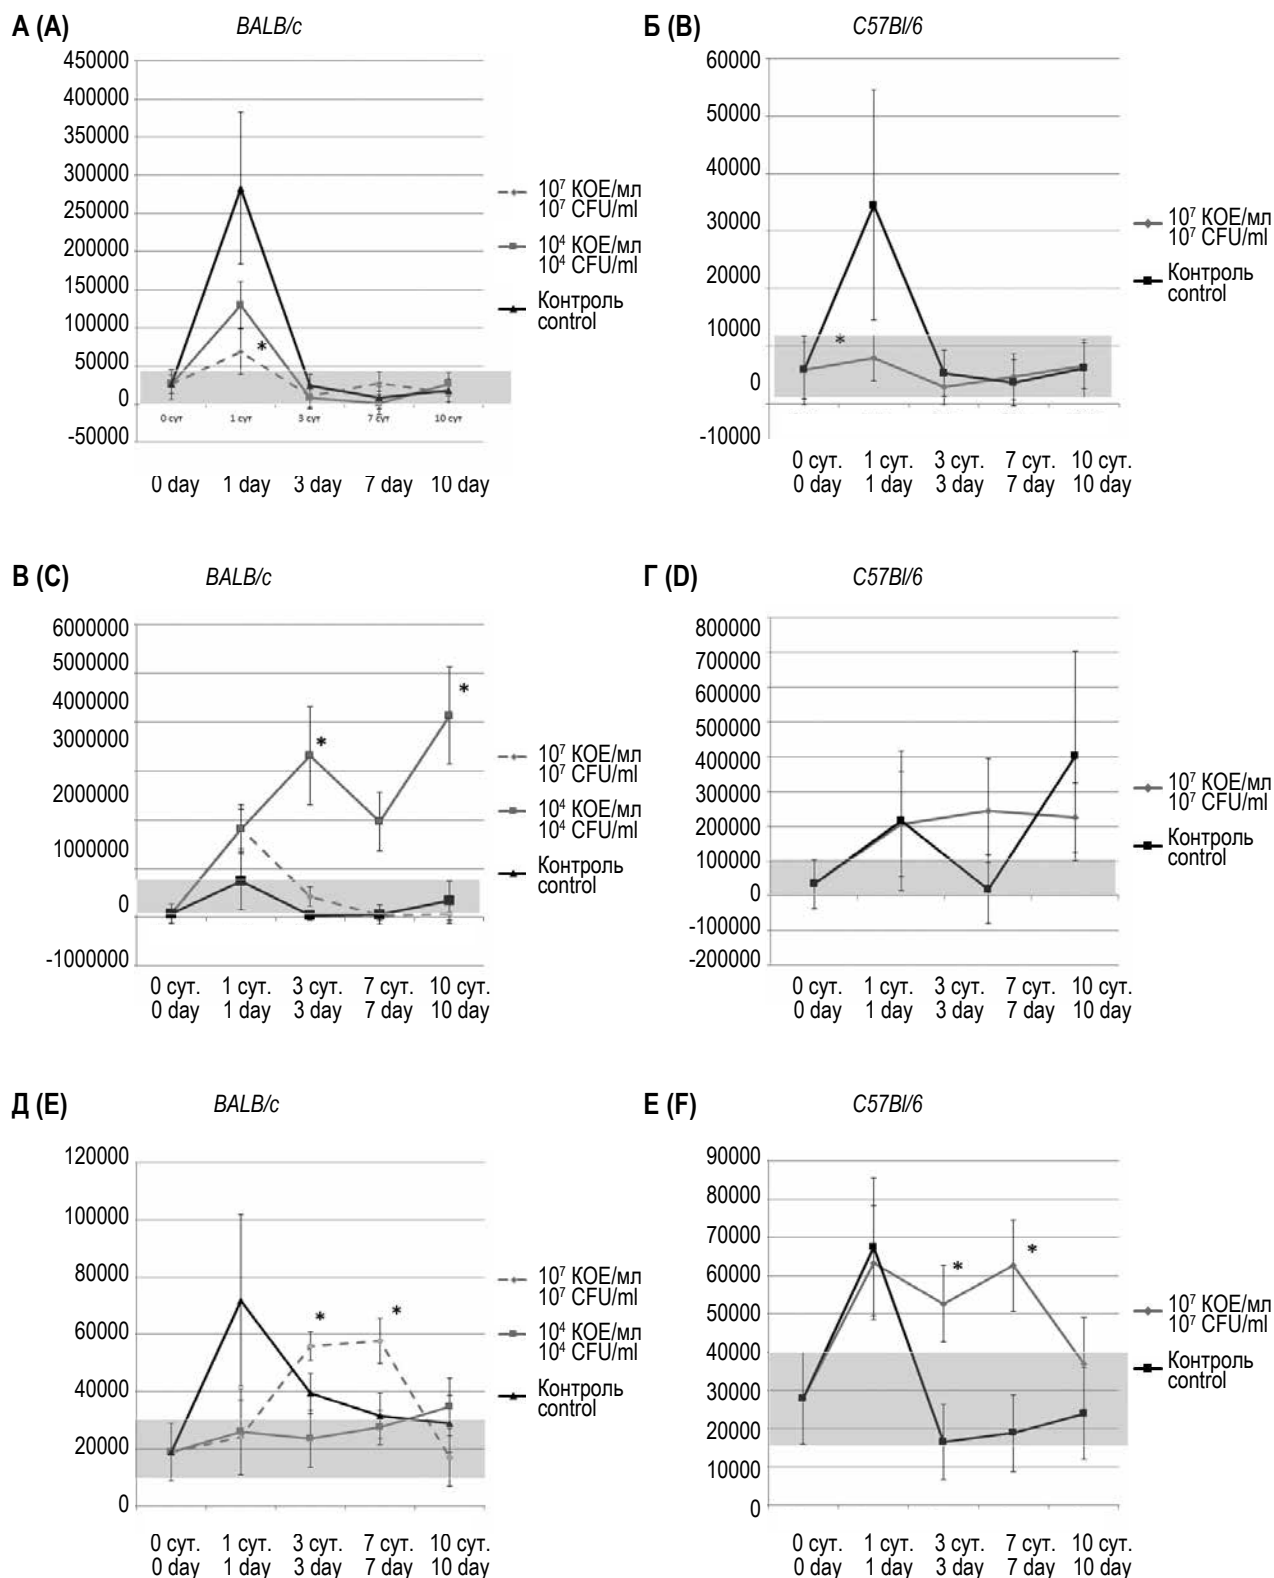 А (A)
BALB/c
450000
400000
350000
300000
250000
200000
150000
100000
50000
0
-50000
*
0 сут
1 сут
3 сут
7 сут
10 сут
0 day
1 day
3 day
7 day
10 day
10⁷ КОЕ/мл
10⁷ CFU/ml
10⁴ КОЕ/мл
10⁴ CFU/ml
Контроль
control
Б (B)
C57Bl/6
60000
50000
40000
30000
20000
10000
0
-10000
*
0 сут. 1 сут. 3 сут. 7 сут. 10 сут.
0 day 1 day 3 day 7 day 10 day
10⁷ КОЕ/мл
10⁷ CFU/ml
Контроль
control
В (C)
BALB/c
6000000
5000000
4000000
3000000
2000000
1000000
0
-1000000
*
*
0 сут. 1 сут. 3 сут. 7 сут. 10 сут.
0 day 1 day 3 day 7 day 10 day
10⁷ КОЕ/мл
10⁷ CFU/ml
10⁴ КОЕ/мл
10⁴ CFU/ml
Контроль
control
Г (D)
C57Bl/6
800000
700000
600000
500000
400000
300000
200000
100000
0
-100000
-200000
0 сут. 1 сут. 3 сут. 7 сут. 10 сут.
0 day 1 day 3 day 7 day 10 day
10⁷ КОЕ/мл
10⁷ CFU/ml
Контроль
control
Д (E)
BALB/c
120000
100000
80000
60000
40000
20000
0
*
*
0 сут. 1 сут. 3 сут. 7 сут. 10 сут.
0 day 1 day 3 day 7 day 10 day
10⁷ КОЕ/мл
10⁷ CFU/ml
10⁴ КОЕ/мл
10⁴ CFU/ml
Контроль
control
Е (F)
C57Bl/6
90000
80000
70000
60000
50000
40000
30000
20000
10000
0
*
*
0 сут. 1 сут. 3 сут. 7 сут. 10 сут.
0 day 1 day 3 day 7 day 10 day
10⁷ КОЕ/мл
10⁷ CFU/ml
Контроль
control